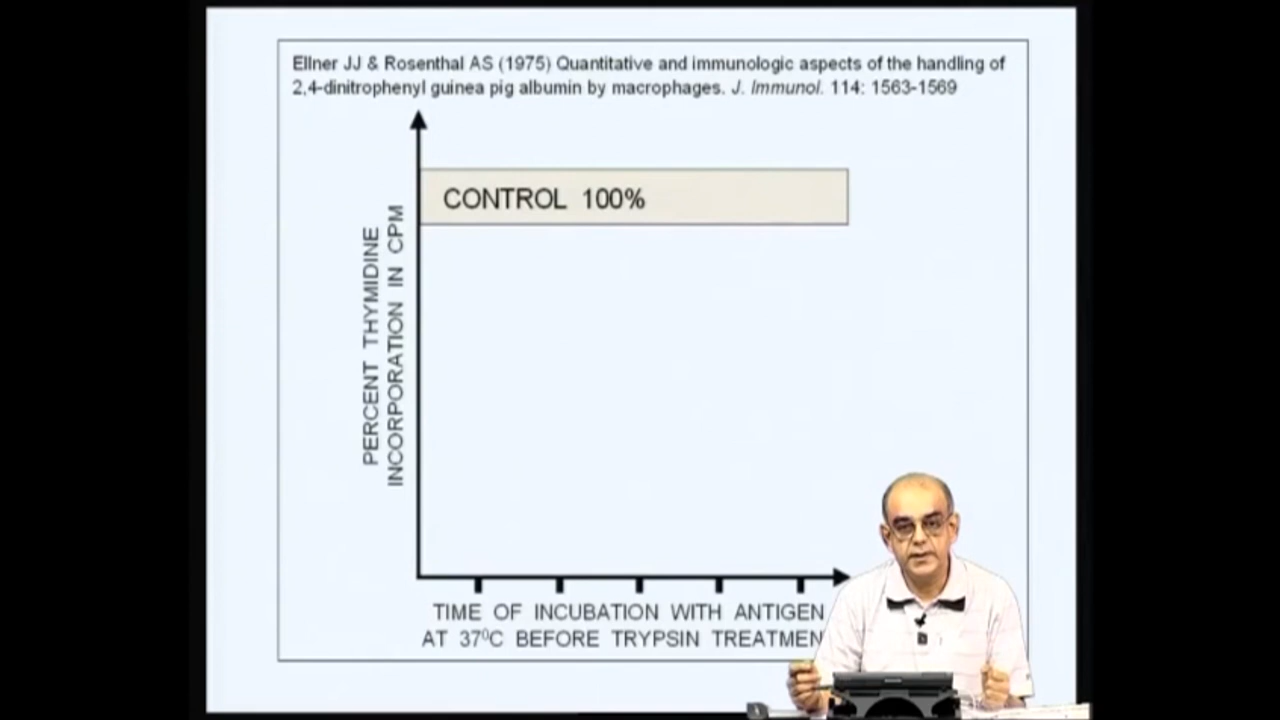 Ellner JJ & Rosenthal AS (1975) Quantitative and immunologic aspects of the handling of
2,4-dinitrophenyl guinea pig albumin by macrophages. J. Immunol. 114: 1563-1569
CONTROL 100%
PERCENT THYMIDINE
INCORPORATION IN CPM
TIME OF INCUBATION WITH ANTIGEN
AT 37⁰C BEFORE TRYPSIN TREATMEN